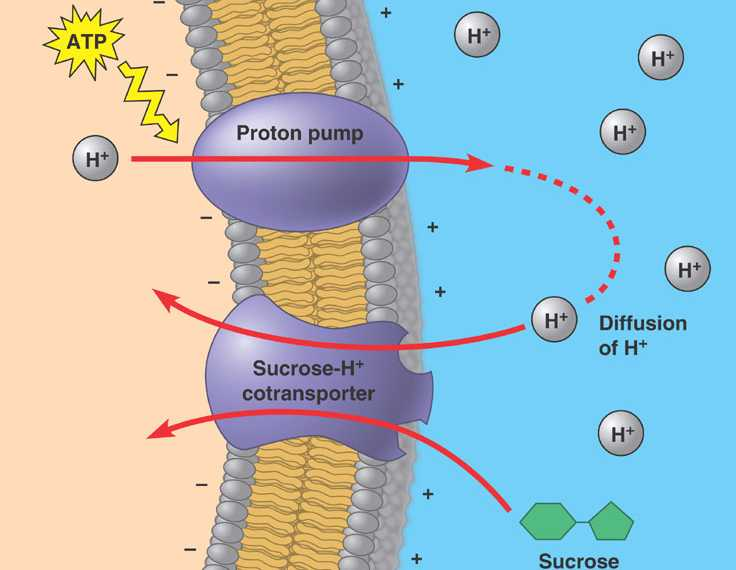 ATP
H⁺
H⁺
H⁺
H⁺
Proton pump
H⁺
H⁺
H⁺
Diffusion
of H⁺
Sucrose-H⁺
cotransporter
H⁺
Sucrose
+
+
+
+
+
+
−
−
−
−
−
−